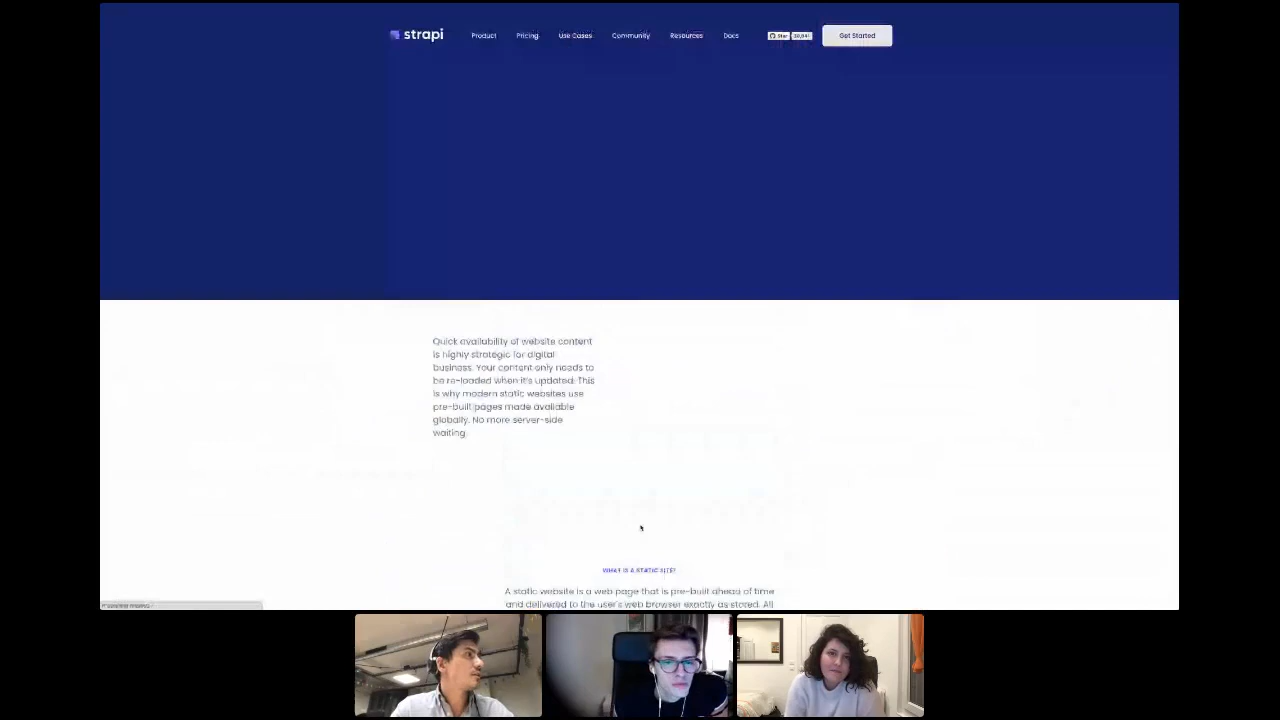 strapi Product Pricing Use Cases Community Resources Docs Star Get Started
Quick availability of website content
is highly strategic for digital
business. Your content only needs to
be re-loaded when it's updated. This
is why modern static websites use
pre-built pages made available
globally. No more server-side
waiting.
WHAT IS A STATIC SITE?
A static website is a web page that is pre-built ahead of time
and delivered to the user's web browser exactly as stored. All